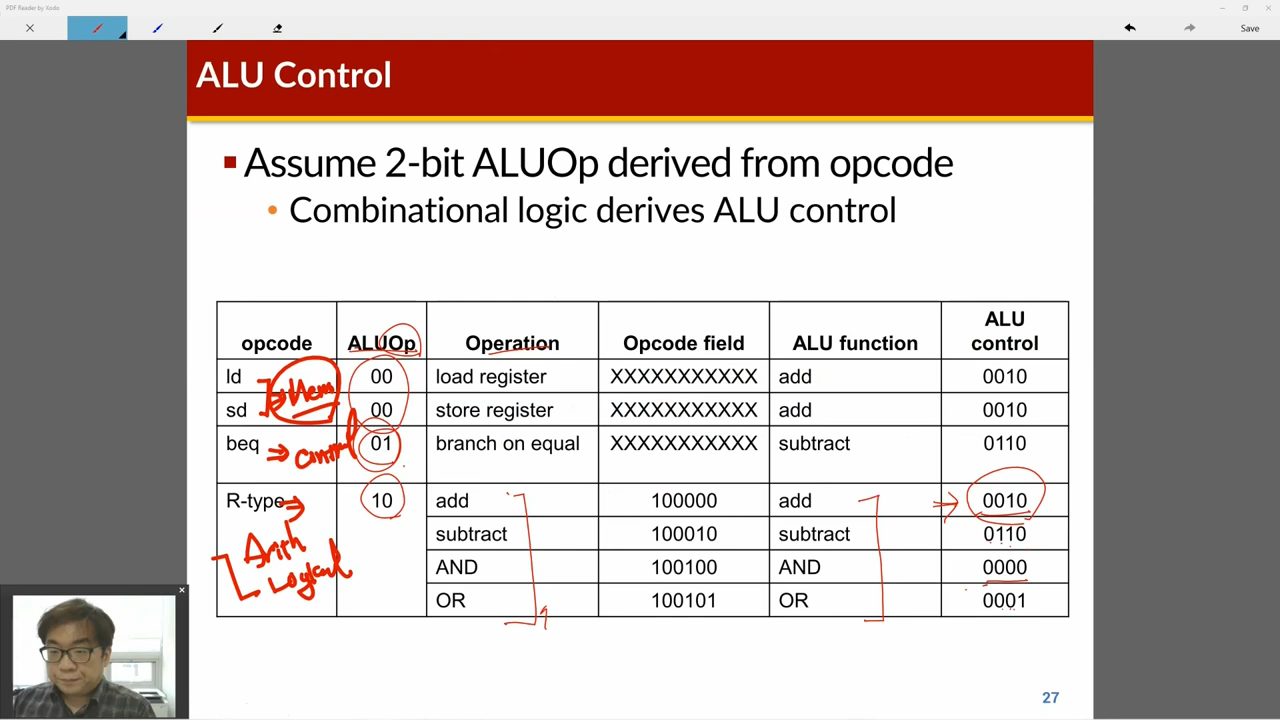 PDF Reader by Xodo
Save
ALU Control
Assume 2-bit ALUOp derived from opcode
Combinational logic derives ALU control
opcode ALUOp Operation Opcode field ALU function ALU control
ld Mem 00 load register XXXXXXXXXXX add 0010
sd 00 store register XXXXXXXXXXX add 0010
beq control 01 branch on equal XXXXXXXXXXX subtract 0110
R-type 10 add 100000 add 0010
Arith subtract 100010 subtract 0110
Logical AND 100100 AND 0000
OR 100101 OR 0001
27